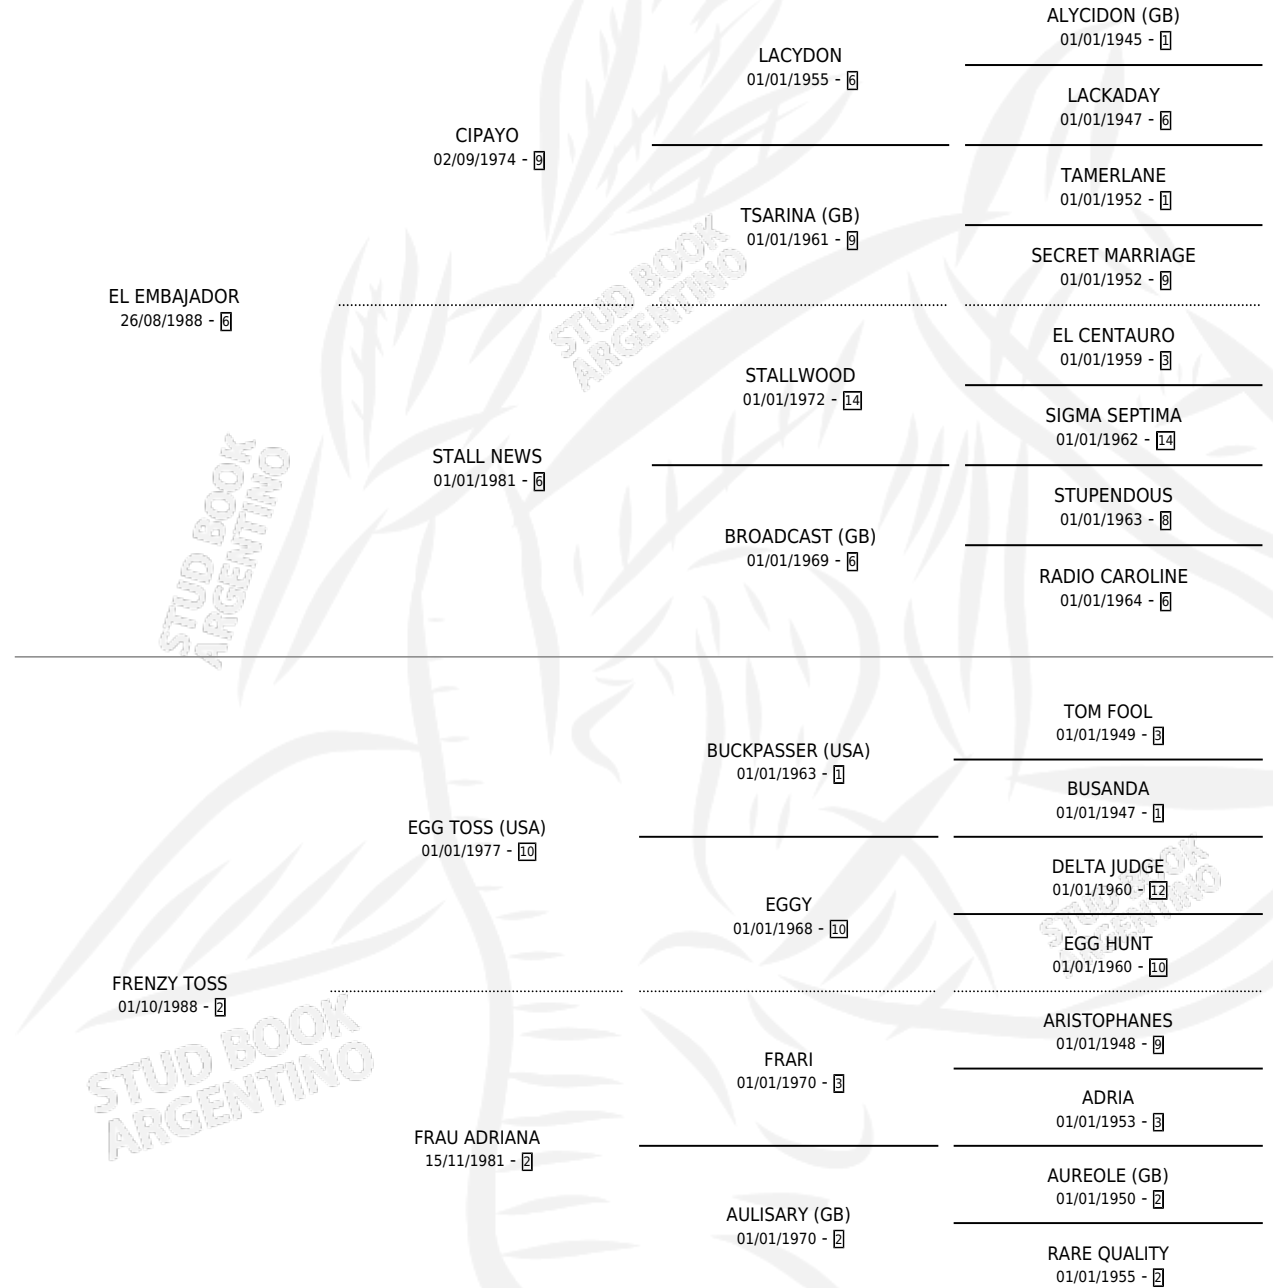 ALYCIDON (GB)
01/01/1945 - 1
LACYDON
01/01/1955 - 6
LACKADAY
01/01/1947 - 6
CIPAYO
02/09/1974 - 9
TAMERLANE
01/01/1952 - 1
TSARINA (GB)
01/01/1961 - 9
SECRET MARRIAGE
01/01/1952 - 9
EL EMBAJADOR
26/08/1988 - 6
STUD BOOK
ARGENTINO
EL CENTAURO
01/01/1959 - 3
STALLWOOD
01/01/1972 - 14
SIGMA SEPTIMA
01/01/1962 - 14
STALL NEWS
01/01/1981 - 6
STUPENDOUS
01/01/1963 - 8
BROADCAST (GB)
01/01/1969 - 6
RADIO CAROLINE
01/01/1964 - 6
STUD BOOK
ARGENTINO
TOM FOOL
01/01/1949 - 3
BUCKPASSER (USA)
01/01/1963 - 1
BUSANDA
01/01/1947 - 1
EGG TOSS (USA)
01/01/1977 - 10
DELTA JUDGE
01/01/1960 - 12
EGGY
01/01/1968 - 10
EGG HUNT
01/01/1960 - 10
STUD BOOK
ARGENTINO
FRENZY TOSS
01/10/1988 - 2
ARISTOPHANES
01/01/1948 - 9
FRARI
01/01/1970 - 3
ADRIA
01/01/1953 - 3
STUD BOOK
ARGENTINO
FRAU ADRIANA
15/11/1981 - 2
AUREOLE (GB)
01/01/1950 - 2
AULISARY (GB)
01/01/1970 - 2
RARE QUALITY
01/01/1955 - 2